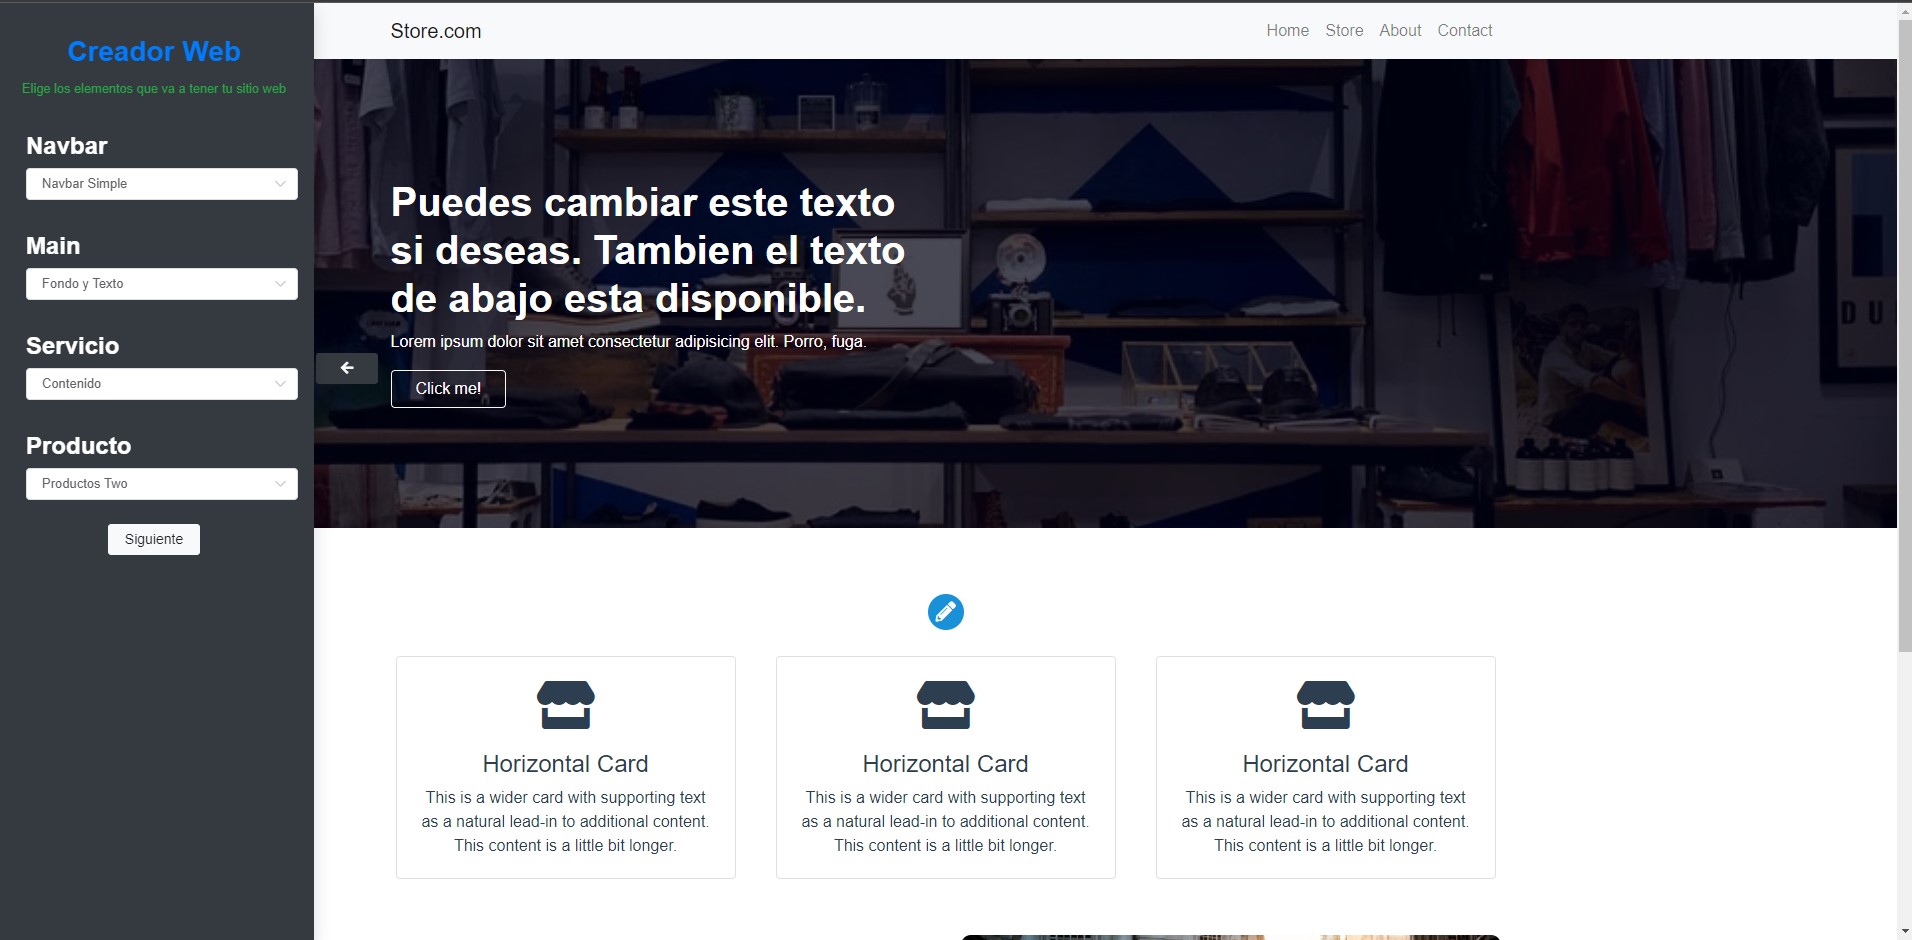 Creador Web
Elige los elementos que va a tener tu sitio web
Navbar
Navbar Simple
Main
Fondo y Texto
Servicio
Contenido
Producto
Productos Two
Siguiente
Store.com
Home Store About Contact
Puedes cambiar este texto
si deseas. Tambien el texto
de abajo esta disponible.
Lorem ipsum dolor sit amet consectetur adipisicing elit. Porro, fuga.
Click me!
D U
Horizontal Card
This is a wider card with supporting text
as a natural lead-in to additional content.
This content is a little bit longer.
Horizontal Card
This is a wider card with supporting text
as a natural lead-in to additional content.
This content is a little bit longer.
Horizontal Card
This is a wider card with supporting text
as a natural lead-in to additional content.
This content is a little bit longer.